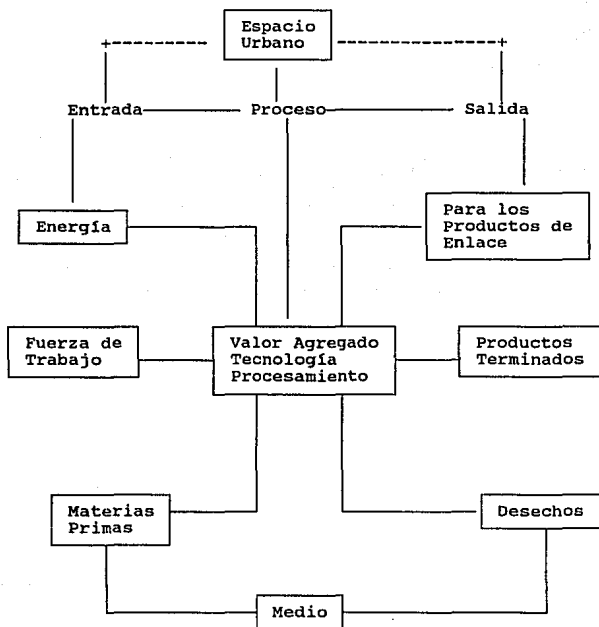 Espacio
Urbano
Entrada Proceso Salida
Energía
Para los
Productos de
Enlace
Fuerza de
Trabajo
Valor Agregado
Tecnología
Procesamiento
Productos
Terminados
Materias
Primas
Desechos
Medio